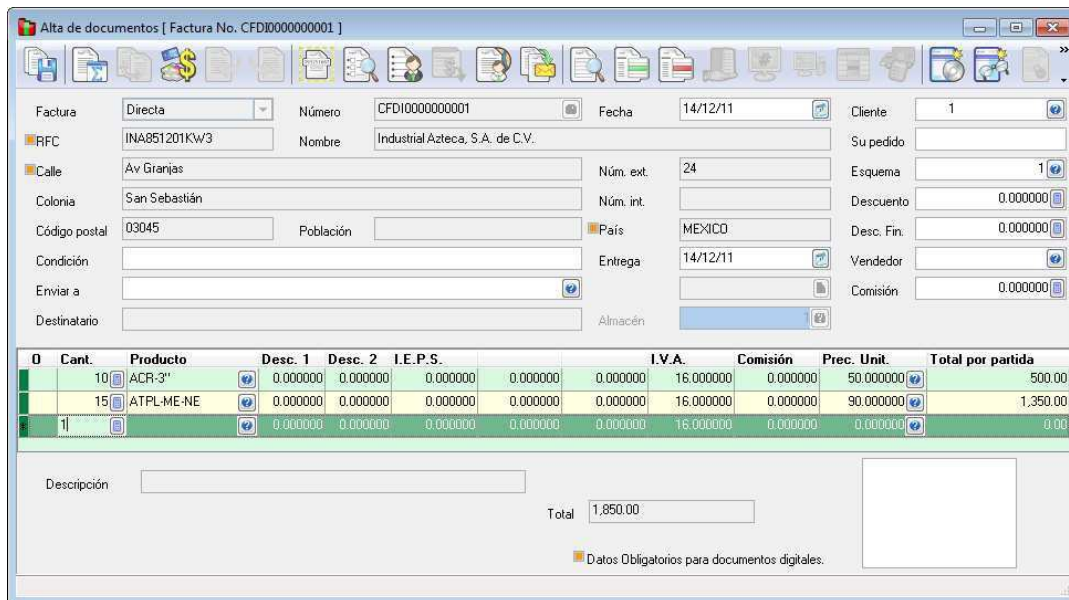 Alta de documentos [ Factura No. CFDI0000000001 ]
Factura Directa Número CFDI0000000001 Fecha 14/12/11 Cliente 1
RFC INA851201KW3 Nombre Industrial Azteca, S.A. de C.V. Su pedido
Calle Av Granjas Núm. ext. 24 Esquema 1
Colonia San Sebastián Núm. int. Descuento 0.000000
Código postal 03045 Población País MEXICO Desc. Fin. 0.000000
Condición Entrega 14/12/11 Vendedor
Enviar a Comisión 0.000000
Destinatario Almacén 1
O Cant. Producto Desc. 1 Desc. 2 I.E.P.S. I.V.A. Comisión Prec. Unit. Total por partida
10 ACR-3" 0.000000 0.000000 0.000000 0.000000 0.000000 16.000000 0.000000 50.000000 500.00
15 ATPL-ME-NE 0.000000 0.000000 0.000000 0.000000 0.000000 16.000000 0.000000 90.000000 1,350.00
1 0.000000 0.000000 0.000000 0.000000 0.000000 16.000000 0.000000 0.000000 0.00
Descripción
Total 1,850.00
Datos Obligatorios para documentos digitales.